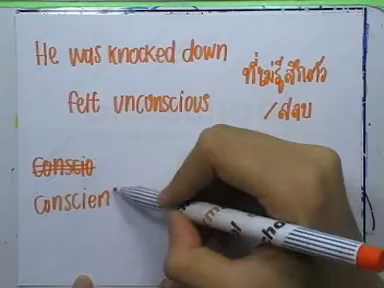 He was knocked down
felt unconscious
ที่ไม่รู้สึกตัว
/สลบ
Conscio
Conscien